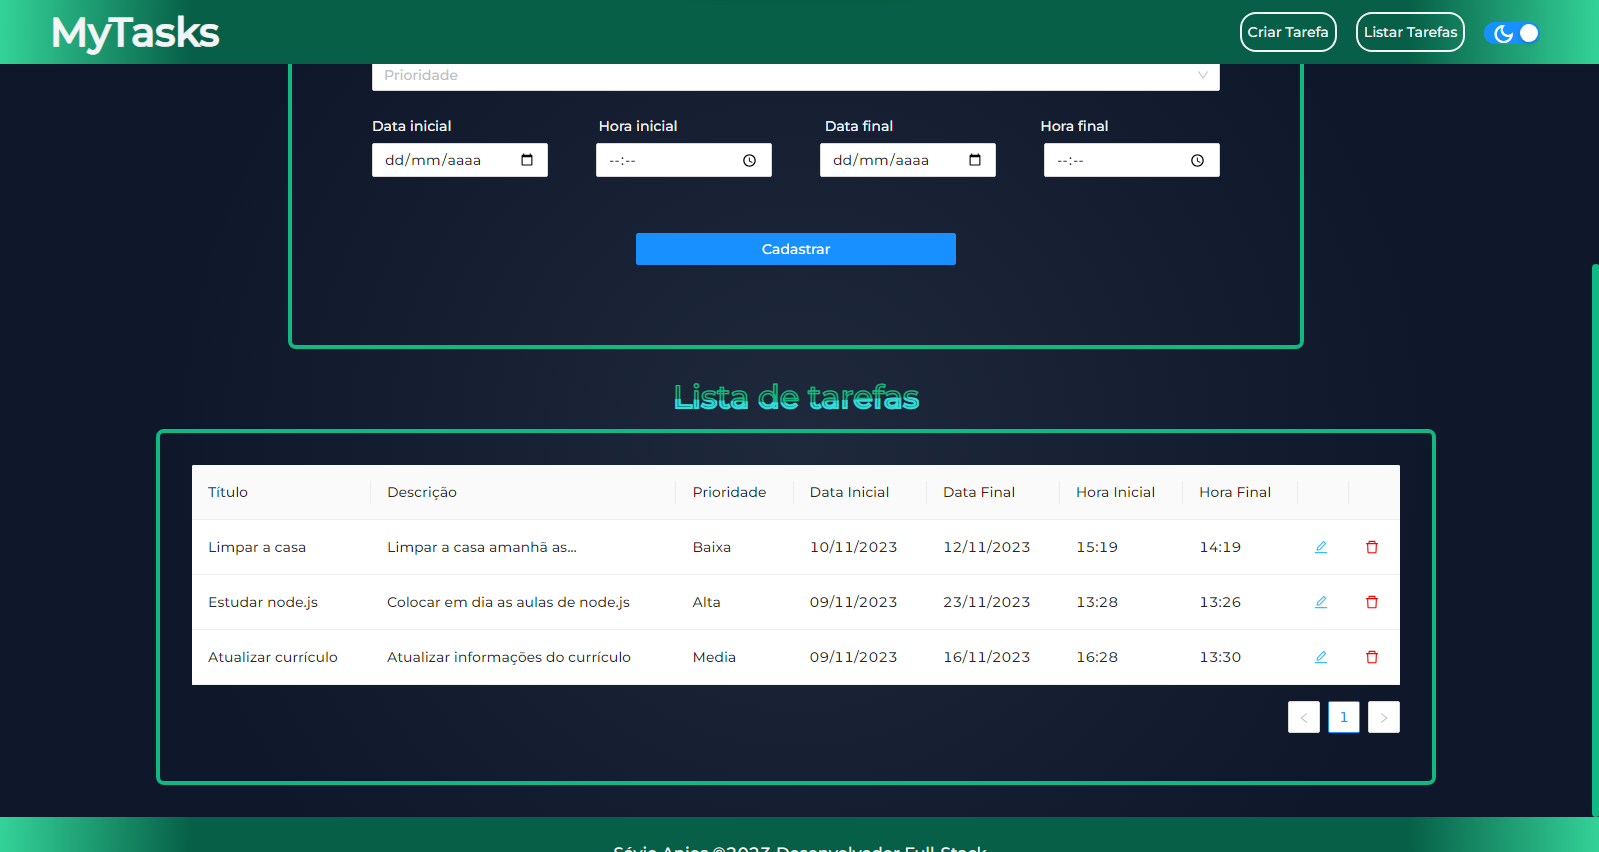 MyTasks
Criar Tarefa
Listar Tarefas
Prioridade
Data inicial Hora inicial Data final Hora final
dd/mm/aaaa --:-- dd/mm/aaaa --:--
Cadastrar
Lista de tarefas
Título Descrição Prioridade Data Inicial Data Final Hora Inicial Hora Final
Limpar a casa Limpar a casa amanhã as... Baixa 10/11/2023 12/11/2023 15:19 14:19
Estudar node.js Colocar em dia as aulas de node.js Alta 09/11/2023 23/11/2023 13:28 13:26
Atualizar currículo Atualizar informações do currículo Media 09/11/2023 16/11/2023 16:28 13:30
< 1 >
©2023 Desenvolvedor Full Stack